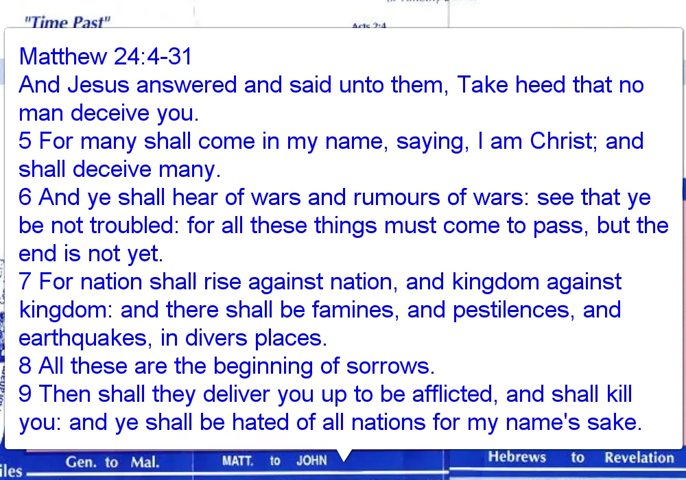 "Time Past"
Acts 2:4
Matthew 24:4-31
And Jesus answered and said unto them, Take heed that no
man deceive you.
5 For many shall come in my name, saying, I am Christ; and
shall deceive many.
6 And ye shall hear of wars and rumours of wars: see that ye
be not troubled: for all these things must come to pass, but the
end is not yet.
7 For nation shall rise against nation, and kingdom against
kingdom: and there shall be famines, and pestilences, and
earthquakes, in divers places.
8 All these are the beginning of sorrows.
9 Then shall they deliver you up to be afflicted, and shall kill
you: and ye shall be hated of all nations for my name's sake.
Gen. to Mal.
MATT. to JOHN
Hebrews to Revelation